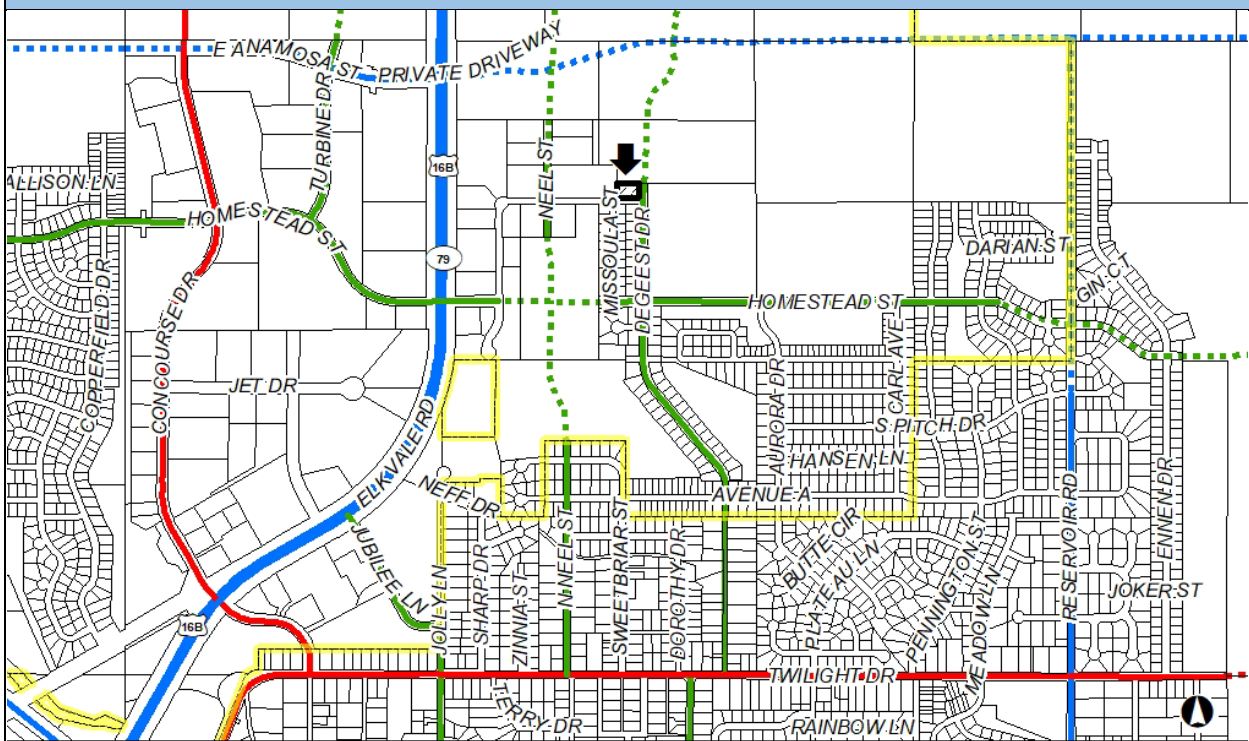 E ANAMOSA ST
PRIVATE DRIVEWAY
TURBINE DR
NEEL ST
16B
ALLISON LN
HOMESTEAD ST
MISSOULA ST
DEGEEST DR
DARIAN ST
79
GIN CT
COPPERFIELD DR
CONCOURSE DR
HOMESTEAD ST
CARL AVE
JET DR
AURORA DR
S PITCH DR
ELK VALE RD
HANSEN LN
NEFF DR
AVENUE A
RESERVOIR RD
ENNEN DR
JUBILEE LN
BUTTE CIR
PLATEAU LN
PENNINGTON ST
JOLLY LN
SHARP DR
ZINNIA ST
N NEEL ST
SWEETBRIAR ST
DOROTHY DR
MEADOW LN
JOKER ST
16B
TWILIGHT DR
TERRY DR
RAINBOW LN